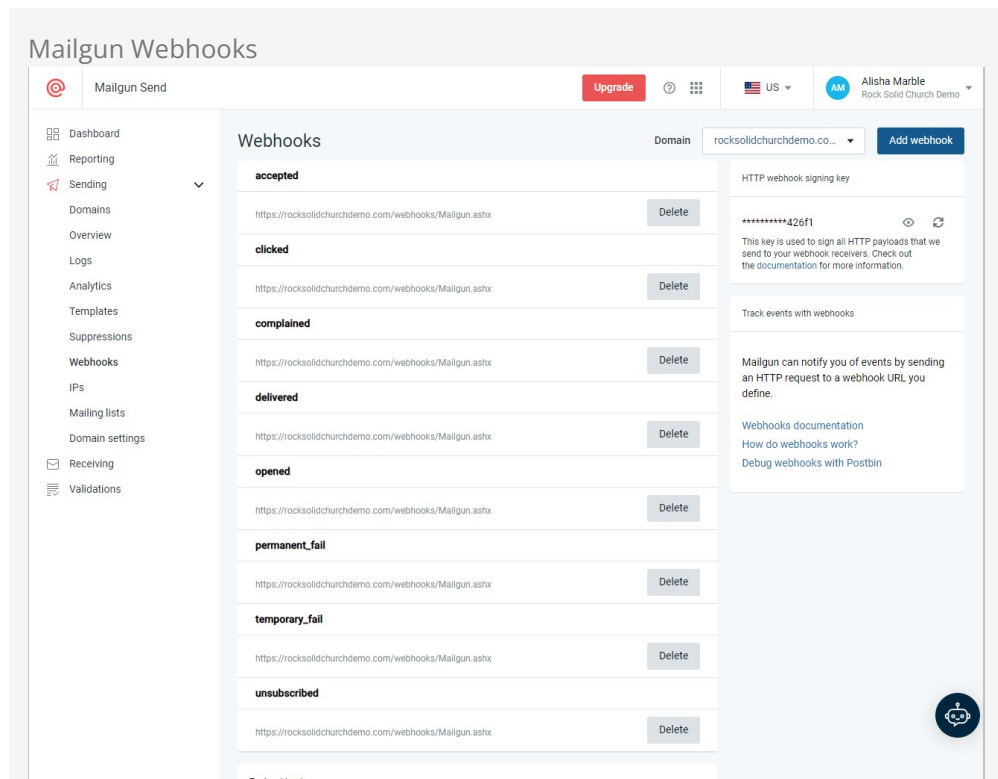 Mailgun Webhooks
Mailgun Send
Upgrade
US
AM
Alisha Marble
Rock Solid Church Demo
Dashboard
Reporting
Sending
Domains
Overview
Logs
Analytics
Templates
Suppressions
Webhooks
IPs
Mailing lists
Domain settings
Receiving
Validations
Webhooks
Domain
rocksolidchurchdemo.co...
Add webhook
accepted
https://rocksolidchurchdemo.com/webhooks/Mailgun.ashx
Delete
clicked
https://rocksolidchurchdemo.com/webhooks/Mailgun.ashx
Delete
complained
https://rocksolidchurchdemo.com/webhooks/Mailgun.ashx
Delete
delivered
https://rocksolidchurchdemo.com/webhooks/Mailgun.ashx
Delete
opened
https://rocksolidchurchdemo.com/webhooks/Mailgun.ashx
Delete
permanent_fail
https://rocksolidchurchdemo.com/webhooks/Mailgun.ashx
Delete
temporary_fail
https://rocksolidchurchdemo.com/webhooks/Mailgun.ashx
Delete
unsubscribed
https://rocksolidchurchdemo.com/webhooks/Mailgun.ashx
Delete
HTTP webhook signing key
**********426f1
This key is used to sign all HTTP payloads that we
send to your webhook receivers. Check out
the documentation for more information.
Track events with webhooks
Mailgun can notify you of events by sending
an HTTP request to a webhook URL you
define.
Webhooks documentation
How do webhooks work?
Debug webhooks with Postbin